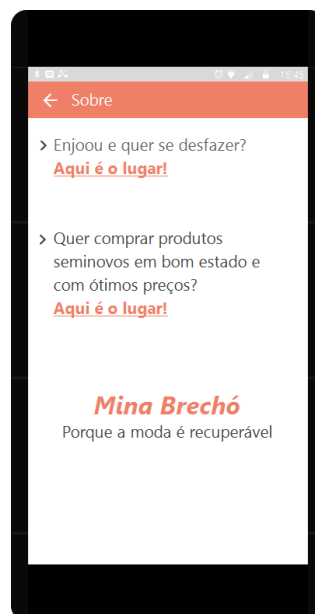 15:45
Sobre
Enjoou e quer se desfazer?
Aqui é o lugar!
Quer comprar produtos
seminovos em bom estado e
com ótimos preços?
Aqui é o lugar!
Mina Brechó
Porque a moda é recuperável